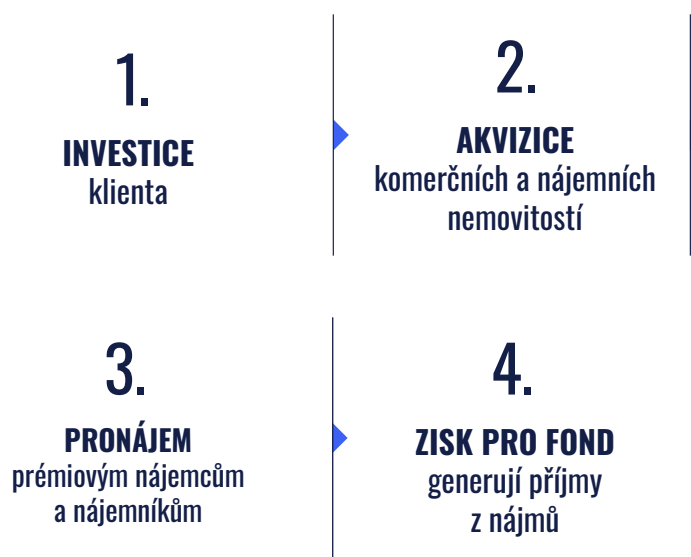 1.
INVESTICE
klienta
2.
AKVIZICE
komerčních a nájemních
nemovitostí
3.
PRONÁJEM
prémiovým nájemcům
a nájemníkům
4.
ZISK PRO FOND
generují příjmy
z nájmů